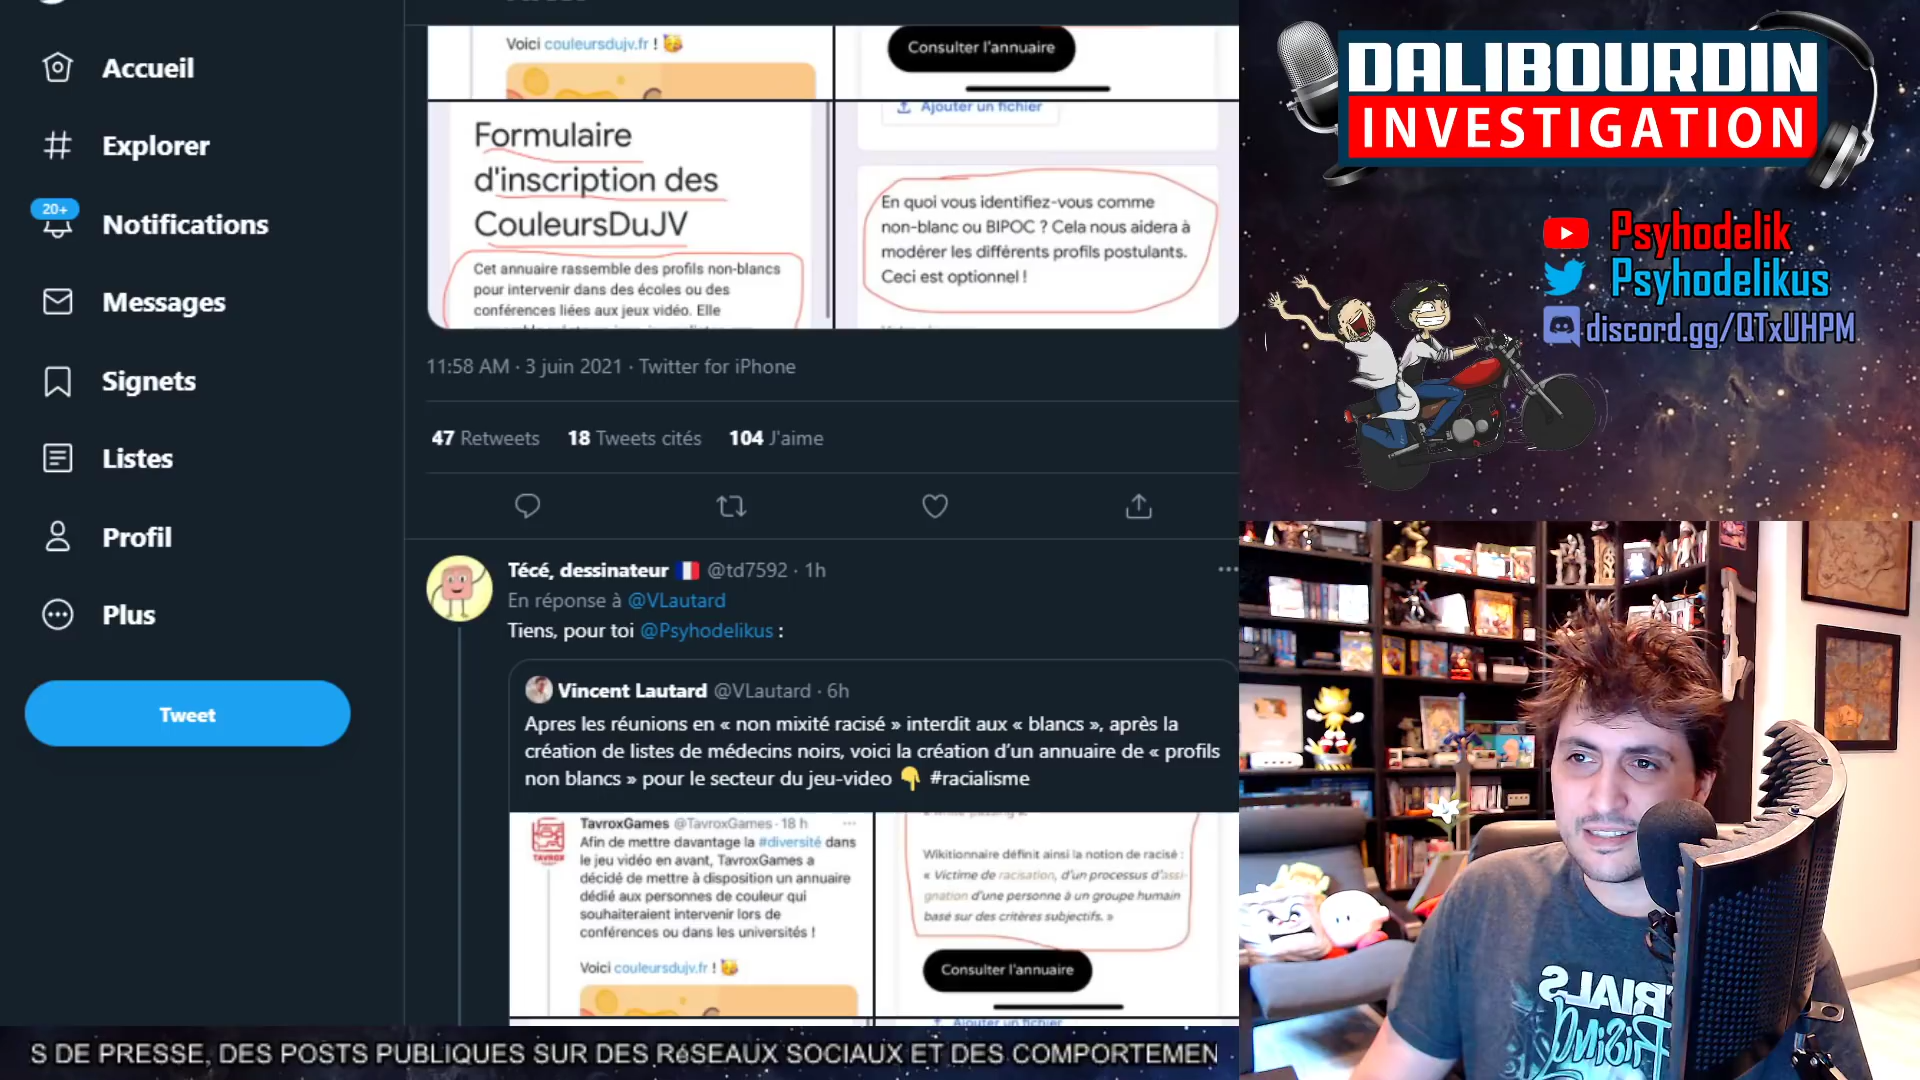 Accueil
Explorer
20+
Notifications
Messages
Signets
Listes
Profil
Plus
Tweet
Voici couleursdujv.fr ! 🥳
Consulter l'annuaire
Formulaire
d'inscription des
CouleursDuJV
Cet annuaire rassemble des profils non-blancs
pour intervenir dans des écoles ou des
conférences liées aux jeux vidéo. Elle
Ajouter un fichier
En quoi vous identifiez-vous comme
non-blanc ou BIPOC ? Cela nous aidera à
modérer les différents profils postulants.
Ceci est optionnel !
11:58 AM · 3 juin 2021 · Twitter for iPhone
47 Retweets 18 Tweets cités 104 J'aime
Técé, dessinateur 🇫🇷 @td7592 · 1h
En réponse à @VLautard
Tiens, pour toi @Psyhodelikus :
Vincent Lautard @VLautard · 6h
Apres les réunions en « non mixité racisé » interdit aux « blancs », après la
création de listes de médecins noirs, voici la création d'un annuaire de « profils
non blancs » pour le secteur du jeu-video 👇 #racialisme
TAVROX
TavroxGames @TavroxGames · 18 h
Afin de mettre davantage la #diversité dans
le jeu vidéo en avant, TavroxGames a
décidé de mettre à disposition un annuaire
dédié aux personnes de couleur qui
souhaiteraient intervenir lors de
conférences ou dans les universités !
Voici couleursdujv.fr ! 🥳
Wikitionnaire définit ainsi la notion de racisé :
« Victime de racisation, d'un processus d'assi-
gnation d'une personne à un groupe humain
basé sur des critères subjectifs. »
Consulter l'annuaire
Ajouter un fichier
DALIBOURDIN
INVESTIGATION
Psyhodelik
Psyhodelikus
discord.gg/QTxUHPM
S DE PRESSE, DES POSTS PUBLIQUES SUR DES RéSEAUX SOCIAUX ET DES COMPORTEMEN